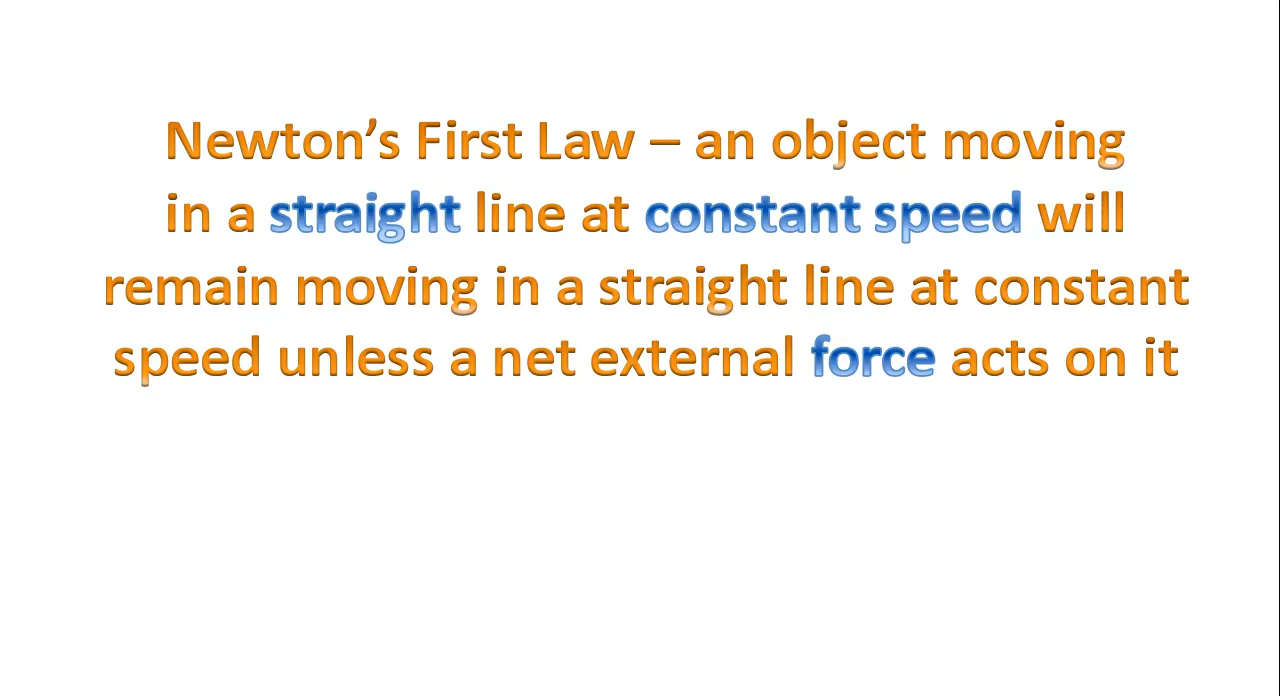 Newton’s First Law – an object moving
in a straight line at constant speed will
remain moving in a straight line at constant
speed unless a net external force acts on it